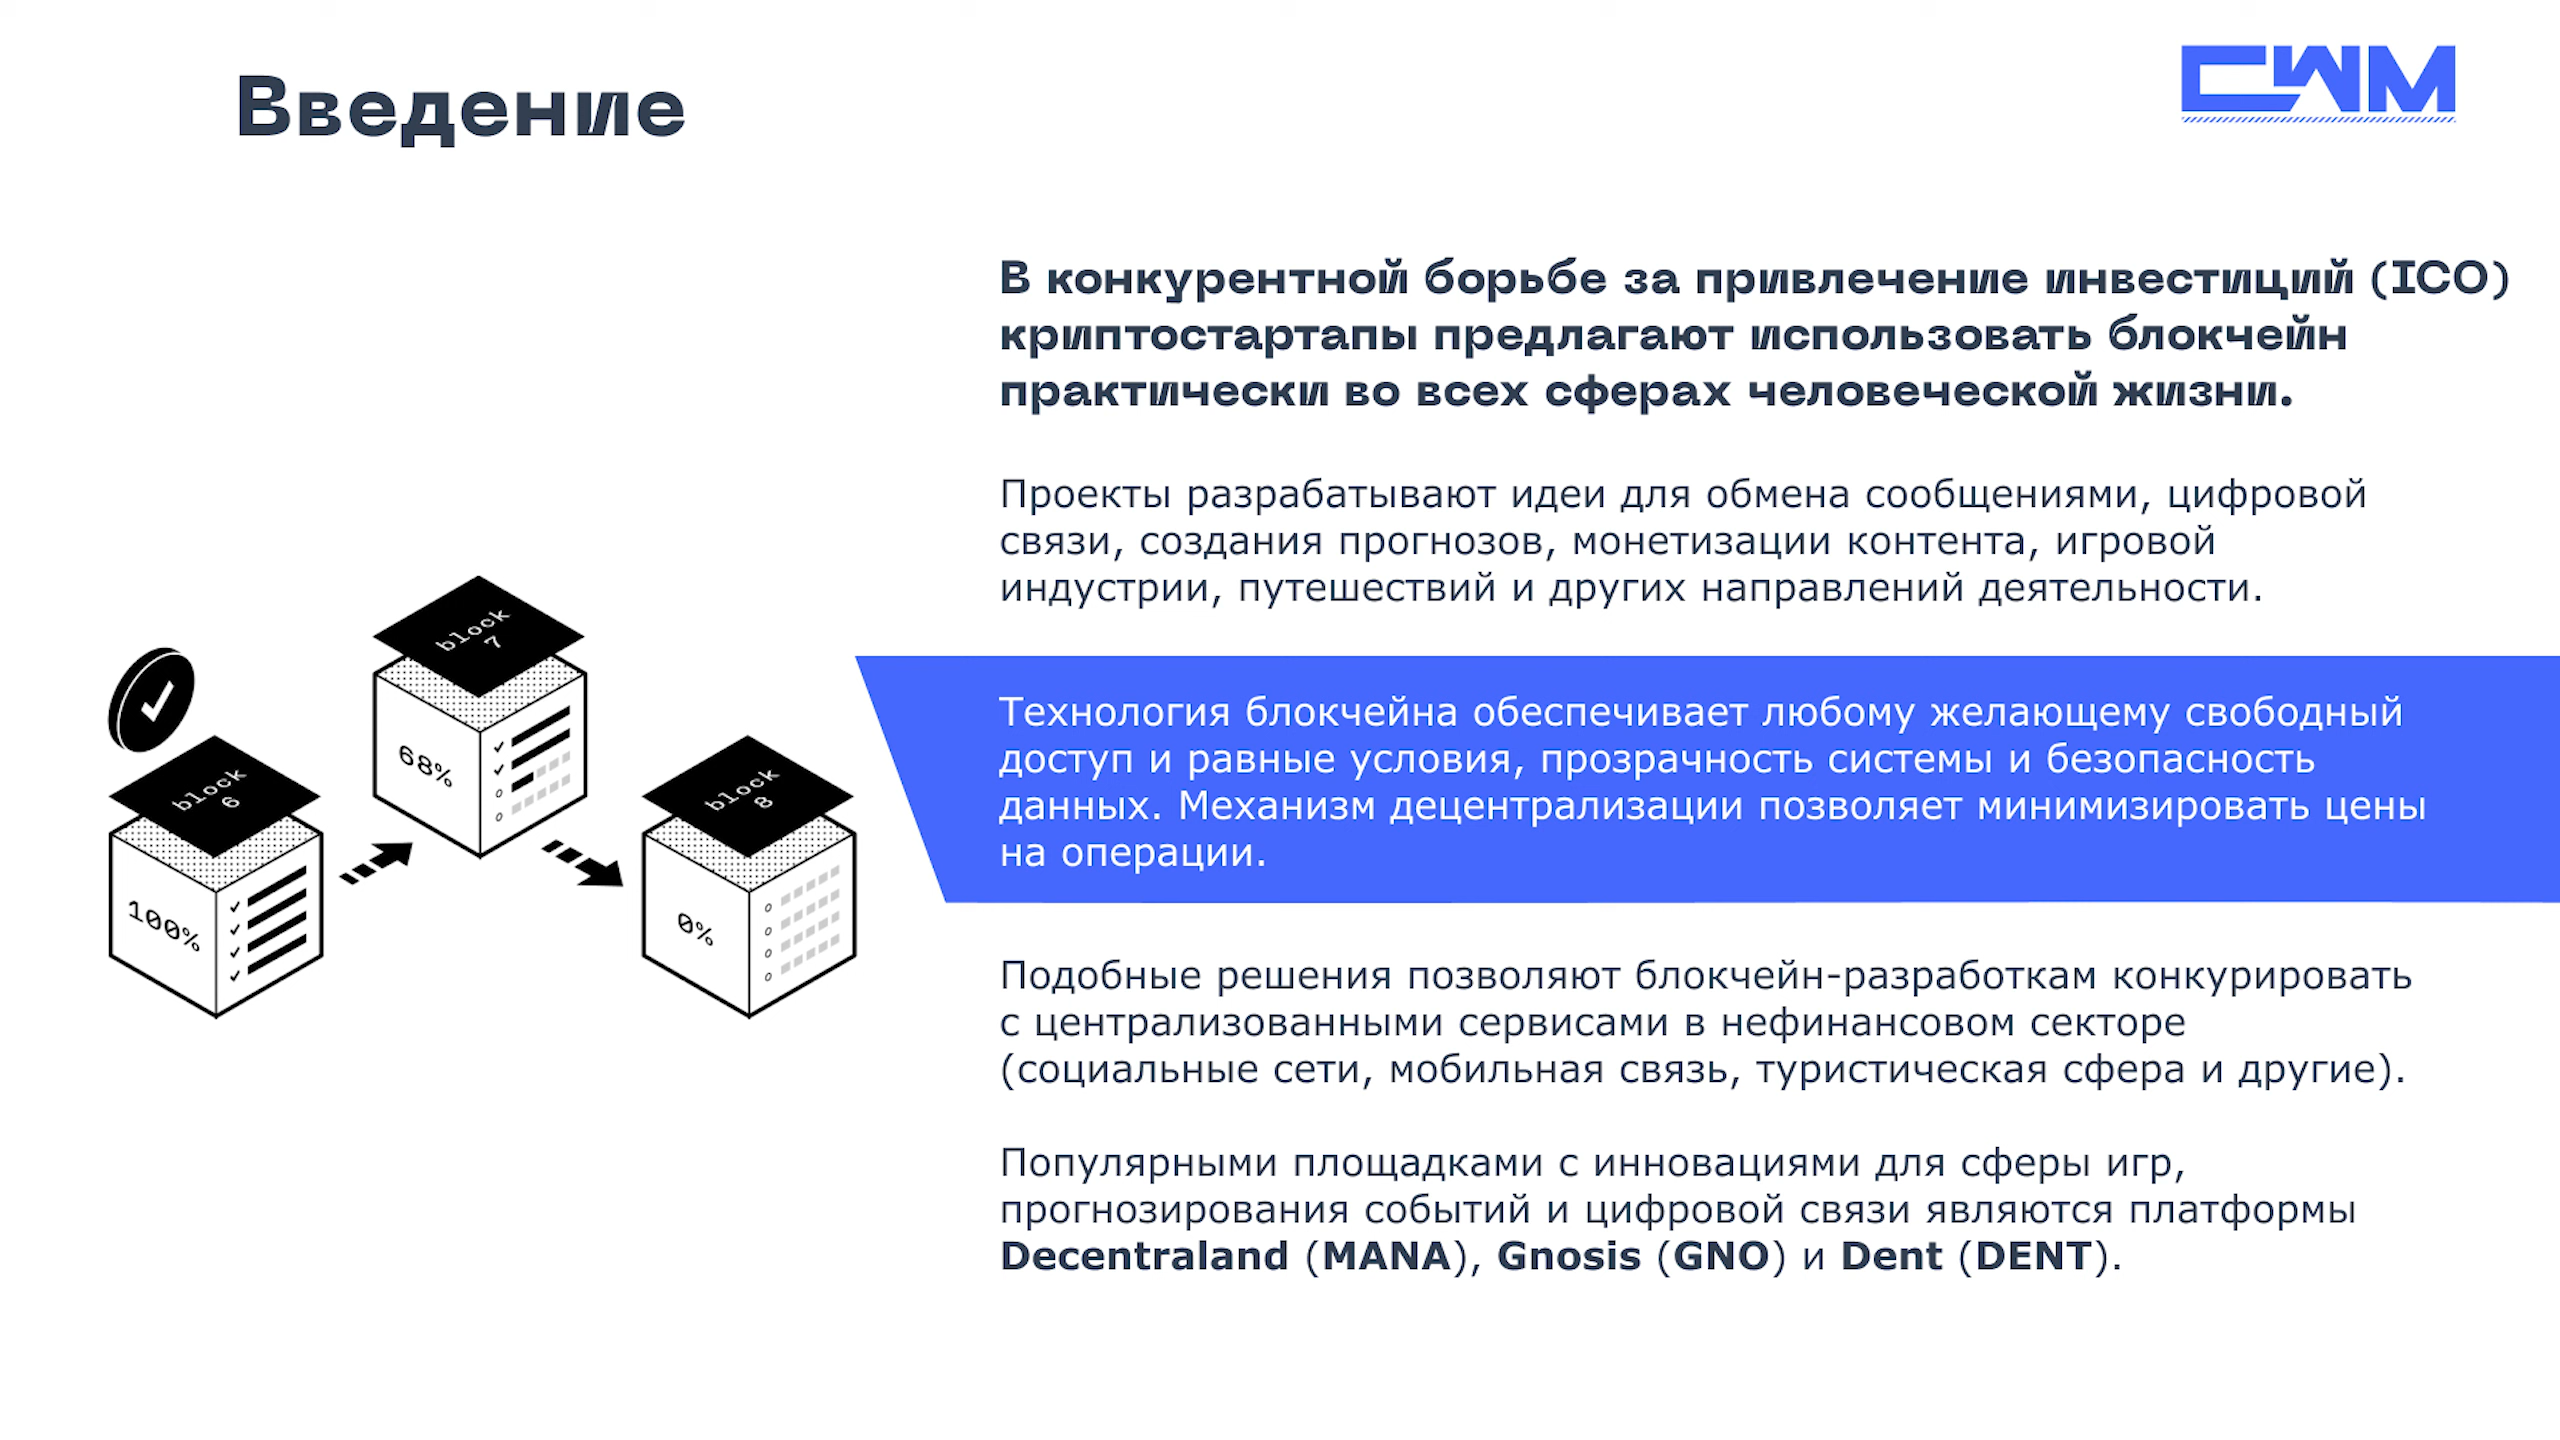 Введение
CWM
В конкурентной борьбе за привлечение инвестиций (ICO)
криптостартапы предлагают использовать блокчейн
практически во всех сферах человеческой жизни.
Проекты разрабатывают идеи для обмена сообщениями, цифровой
связи, создания прогнозов, монетизации контента, игровой
индустрии, путешествий и других направлений деятельности.
block
7
68%
block
6
100%
block
8
0%
Технология блокчейна обеспечивает любому желающему свободный
доступ и равные условия, прозрачность системы и безопасность
данных. Механизм децентрализации позволяет минимизировать цены
на операции.
Подобные решения позволяют блокчейн-разработкам конкурировать
с централизованными сервисами в нефинансовом секторе
(социальные сети, мобильная связь, туристическая сфера и другие).
Популярными площадками с инновациями для сферы игр,
прогнозирования событий и цифровой связи являются платформы
Decentraland (MANA), Gnosis (GNO) и Dent (DENT).